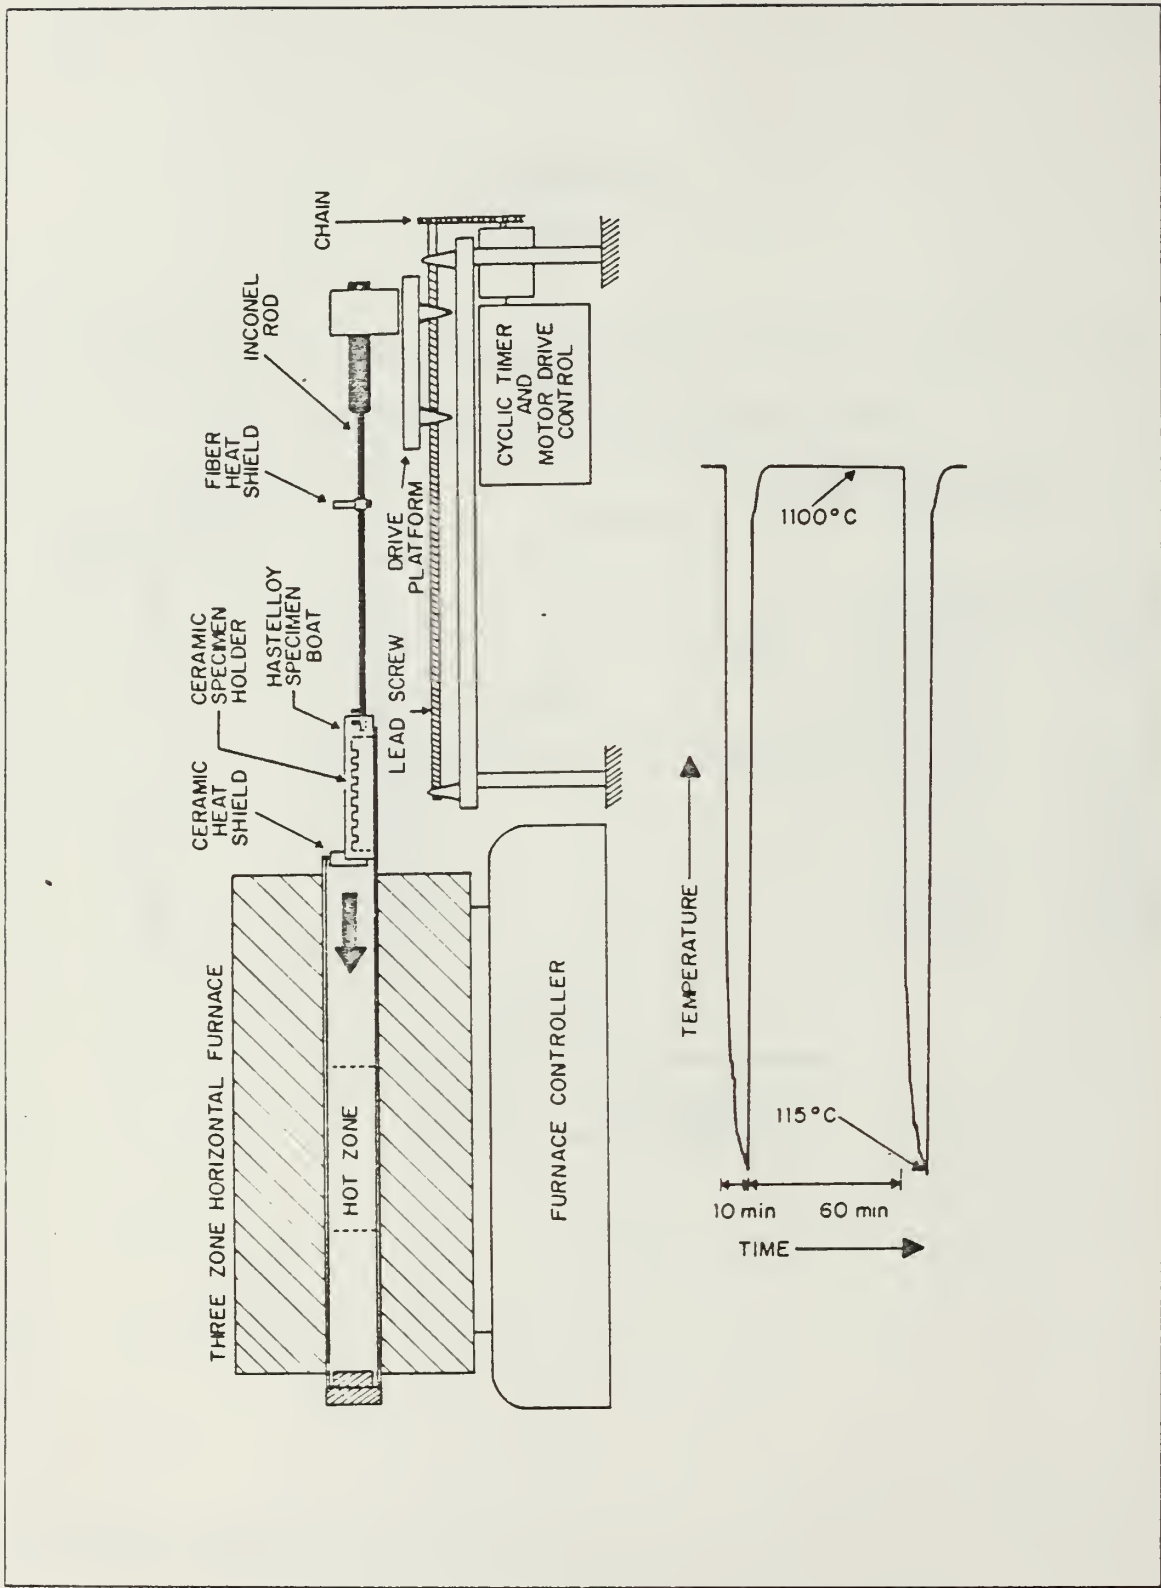 THREE ZONE HORIZONTAL FURNACE
HOT ZONE
FURNACE CONTROLLER
CERAMIC
HEAT
SHIELD
CERAMIC
SPECIMEN
HOLDER
HASTELLOY
SPECIMEN
BOAT
FIBER
HEAT
SHIELD
INCONEL
ROD
CHAIN
LEAD SCREW
DRIVE
PLATFORM
CYCLIC TIMER
AND
MOTOR DRIVE
CONTROL
TEMPERATURE
1100°C
115°C
10 min
60 min
TIME